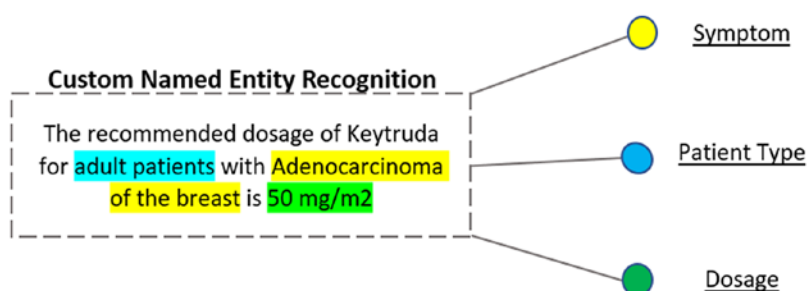 Symptom
Custom Named Entity Recognition
The recommended dosage of Keytruda
for adult patients with Adenocarcinoma
of the breast is 50 mg/m2
Patient Type
Dosage